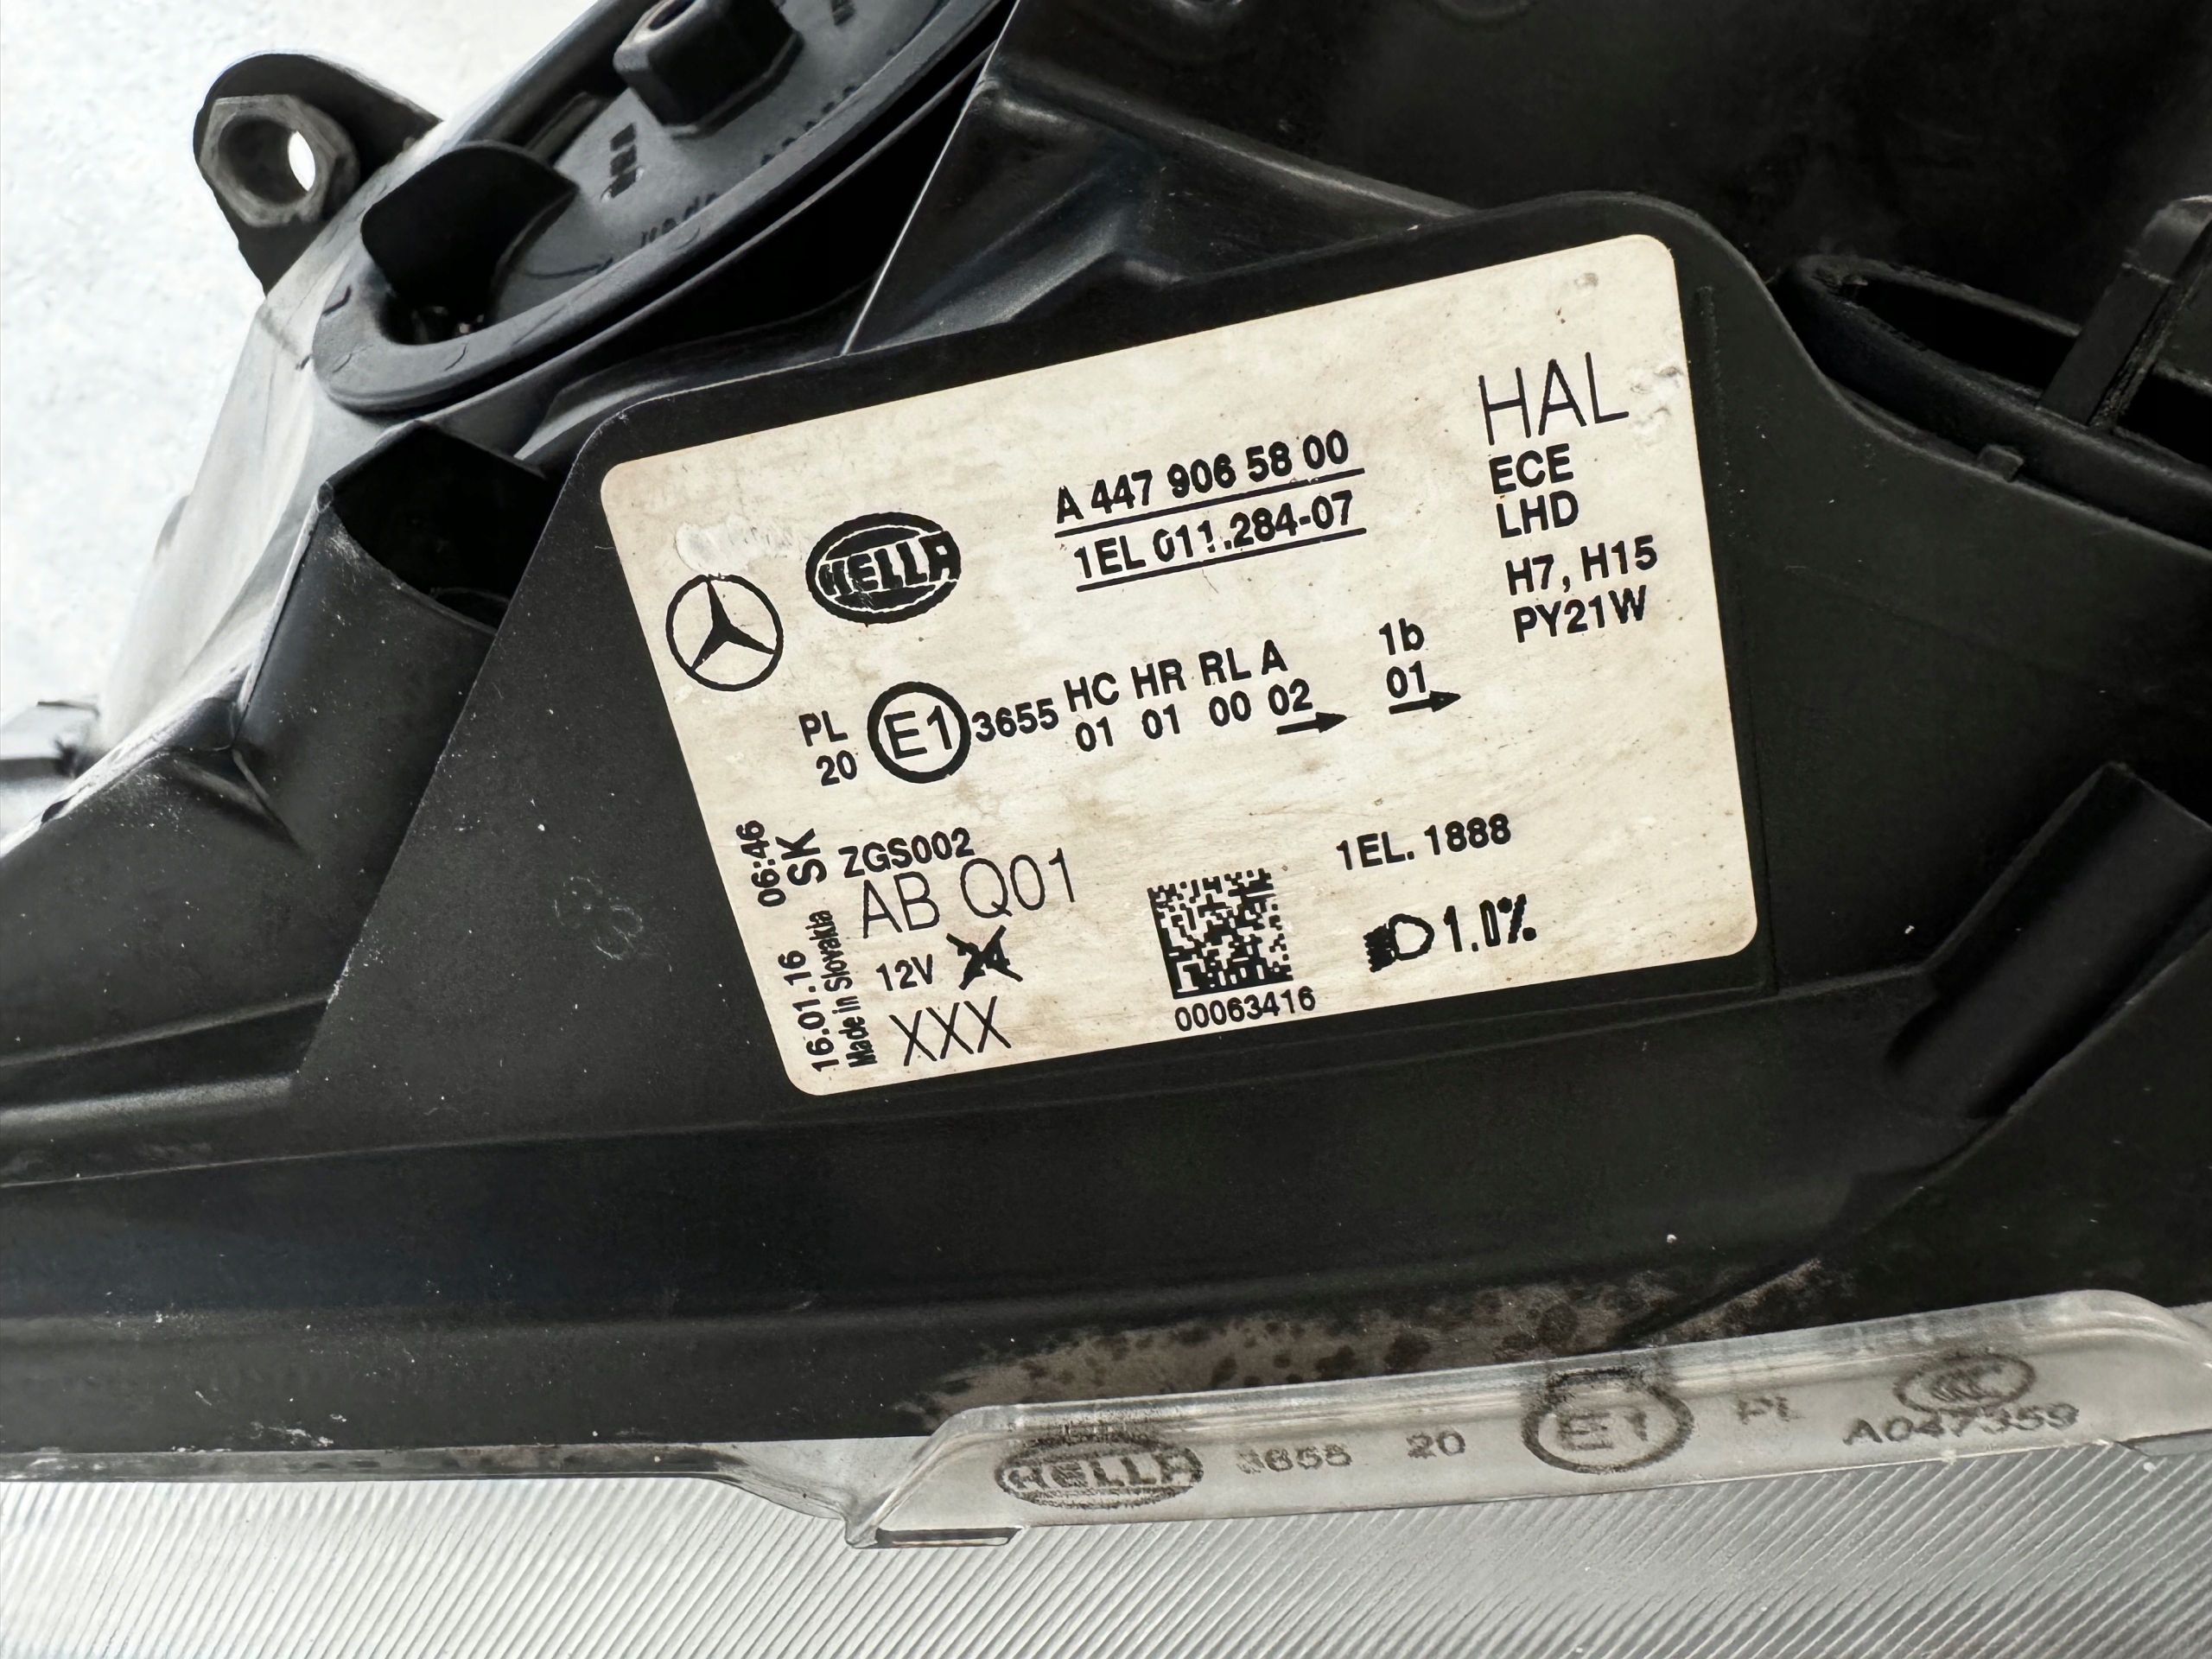 HAL
ECE
LHD
H7, H15
PY21W
A 447 906 58 00
1EL 011.284-07
HELLA
PL
20
E1
3655
HC HR RL A
01 01 00 02
1b
01
06:46
SK
16.01.16
Made in Slovakia
ZGS002
AB Q01
12V
XXX
00063416
1EL. 1888
1.0%
HELLA 3655 20 E1 PL CCC
A047359